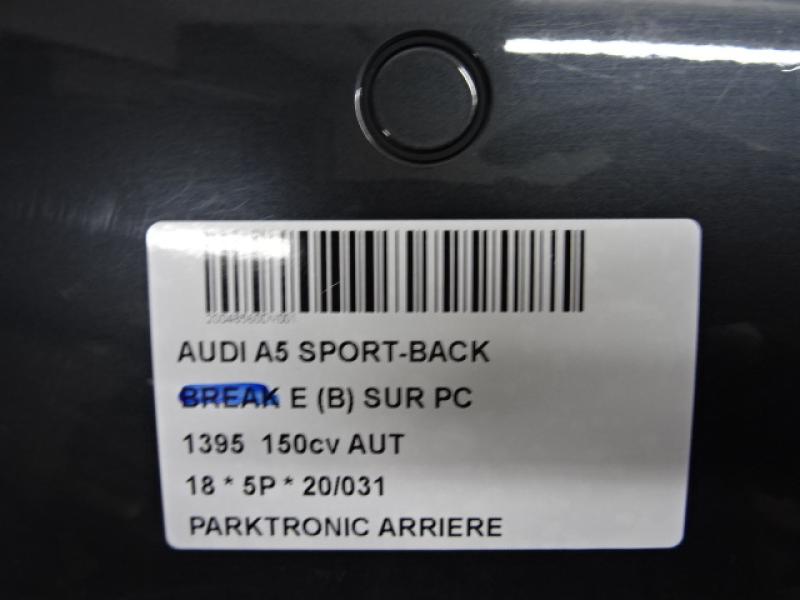 AUDI A5 SPORT-BACK
BREAK E (B) SUR PC
1395 150cv AUT
18 * 5P * 20/031
PARKTRONIC ARRIERE